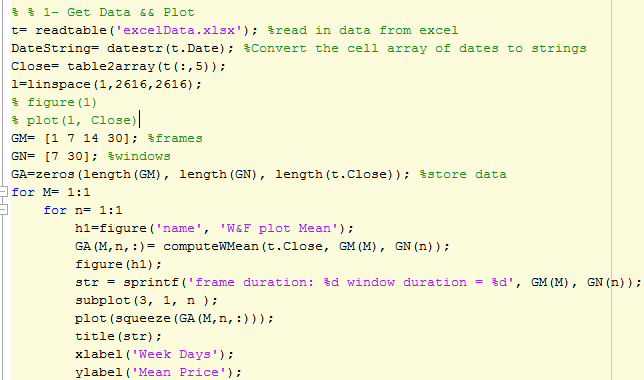 % % 1- Get Data && Plot
t= readtable('excelData.xlsx'); %read in data from excel
DateString= datestr(t.Date); %Convert the cell array of dates to strings
Close= table2array(t(:,5));
l=linspace(1,2616,2616);
% figure(1)
% plot(l, Close)
GM= [1 7 14 30]; %frames
GN= [7 30]; %windows
GA=zeros(length(GM), length(GN), length(t.Close)); %store data
for M= 1:1
    for n= 1:1
        h1=figure('name', 'W&F plot Mean');
        GA(M,n,:)= computeWMean(t.Close, GM(M), GN(n));
        figure(h1);
        str = sprintf('frame duration: %d window duration = %d', GM(M), GN(n));
        subplot(3, 1, n );
        plot(squeeze(GA(M,n,:)));
        title(str);
        xlabel('Week Days');
        ylabel('Mean Price');